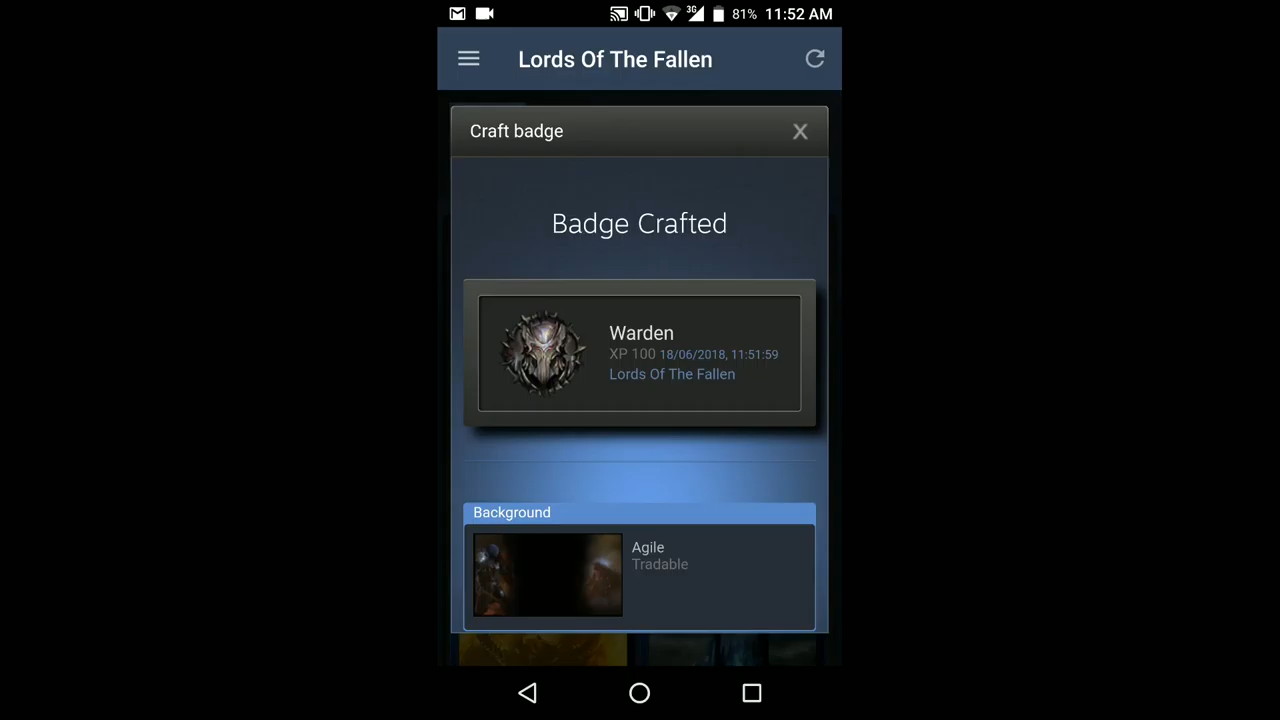 3G 81% 11:52 AM
Lords Of The Fallen
Craft badge X
Badge Crafted
Warden
XP 100 18/06/2018, 11:51:59
Lords Of The Fallen
Background
Agile
Tradable